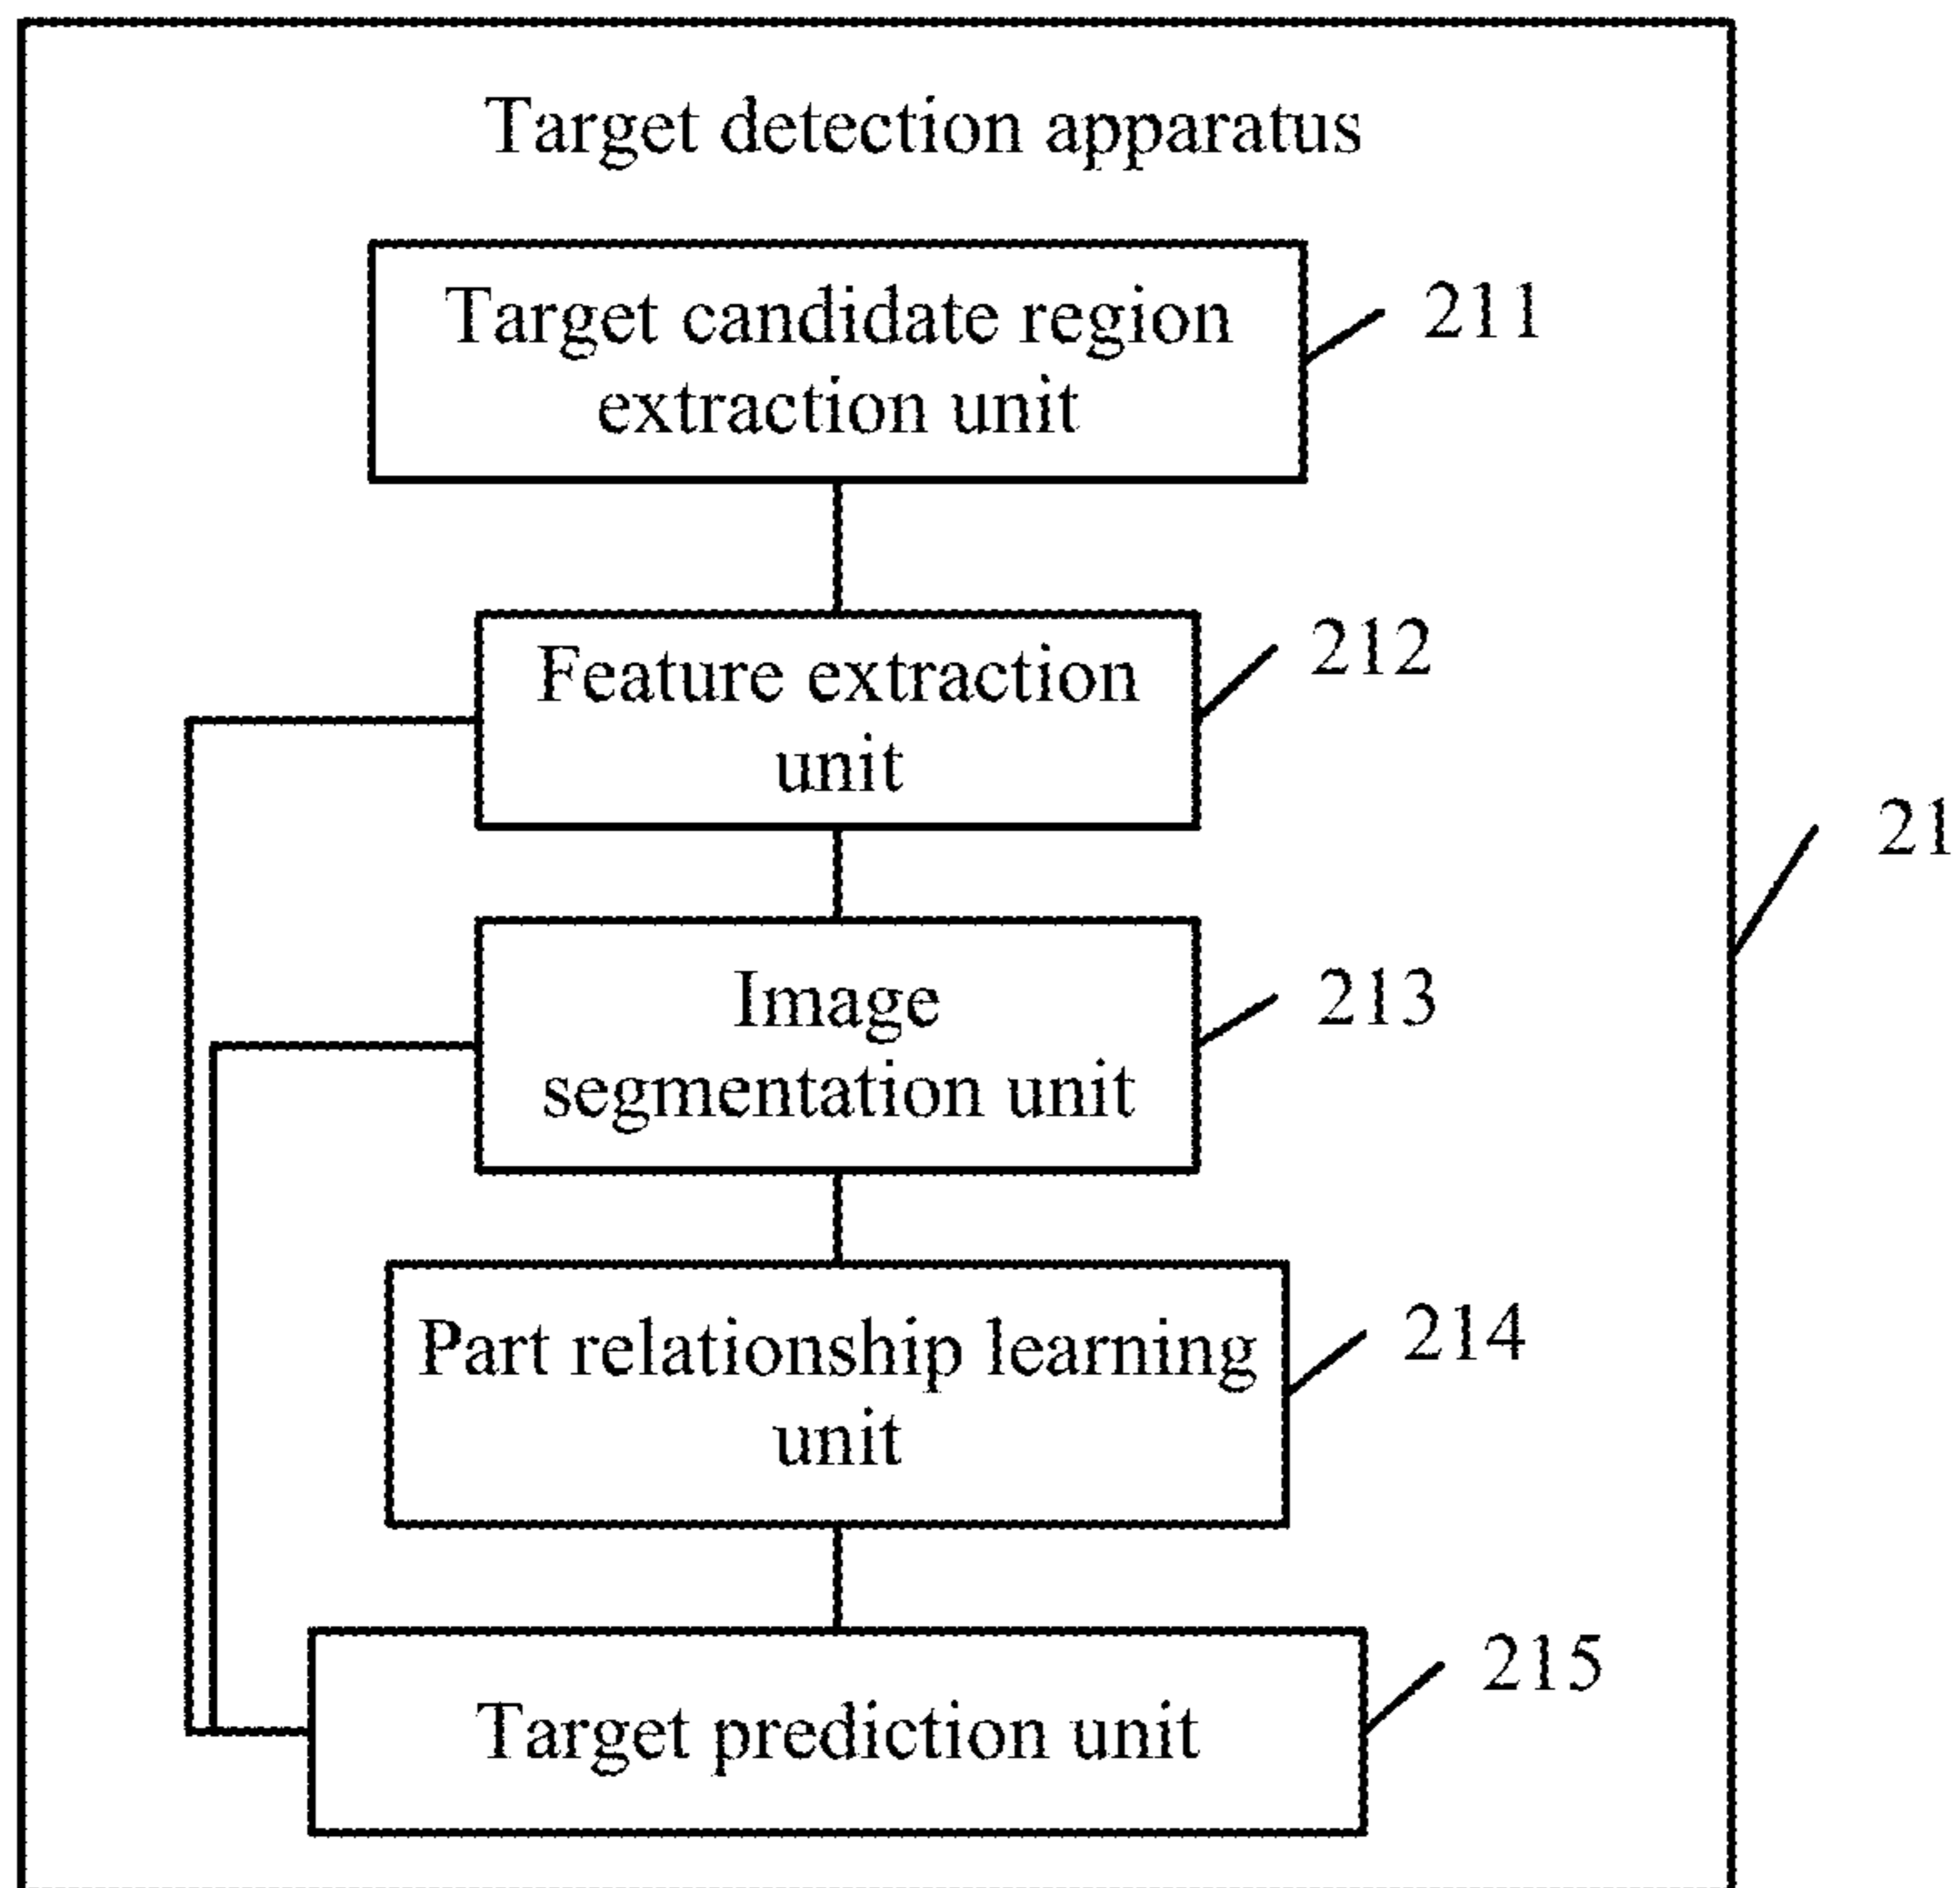 Target detection apparatus
Target candidate region
extraction unit
211
Feature extraction
unit
212
21
Image
segmentation unit
213
Part relationship learning
unit
214
Target prediction unit
215